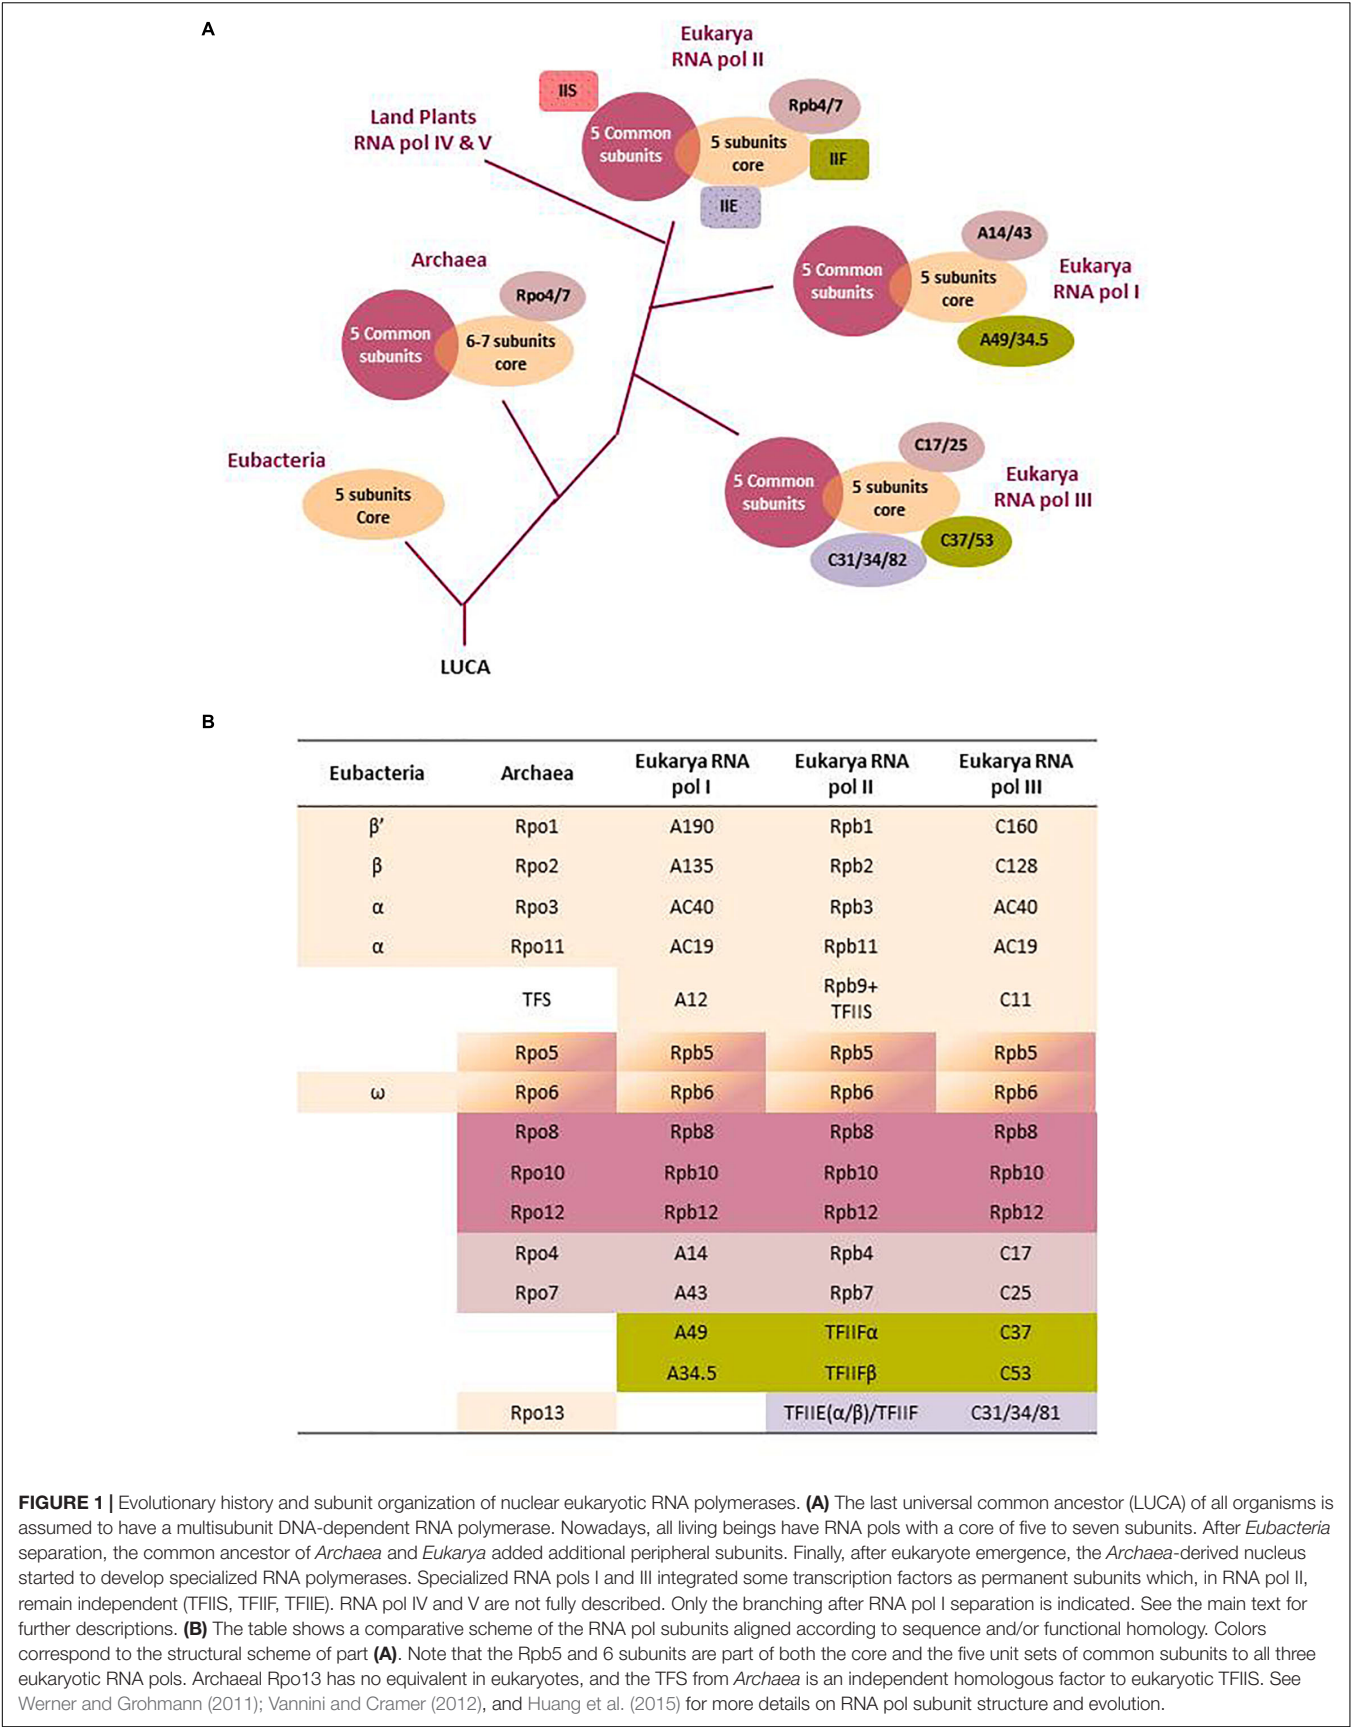 A
Eukarya
RNA pol II
IIS
Rpb4/7
5 Common
subunits
5 subunits
core
IIF
IIE
Land Plants
RNA pol IV & V
A14/43
5 Common
subunits
5 subunits
core
Eukarya
RNA pol I
A49/34.5
Archaea
Rpo4/7
5 Common
subunits
6-7 subunits
core
C17/25
5 Common
subunits
5 subunits
core
Eukarya
RNA pol III
C37/53
C31/34/82
Eubacteria
5 subunits
Core
LUCA
B
Eubacteria Archaea Eukarya RNA pol I Eukarya RNA pol II Eukarya RNA pol III
β′ Rpo1 A190 Rpb1 C160
β Rpo2 A135 Rpb2 C128
α Rpo3 AC40 Rpb3 AC40
α Rpo11 AC19 Rpb11 AC19
TFS A12 Rpb9+ TFIIS C11
Rpo5 Rpb5 Rpb5 Rpb5
ω Rpo6 Rpb6 Rpb6 Rpb6
Rpo8 Rpb8 Rpb8 Rpb8
Rpo10 Rpb10 Rpb10 Rpb10
Rpo12 Rpb12 Rpb12 Rpb12
Rpo4 A14 Rpb4 C17
Rpo7 A43 Rpb7 C25
A49 TFIIFα C37
A34.5 TFIIFβ C53
Rpo13 TFIIE(α/β)/TFIIF C31/34/81
FIGURE 1 | Evolutionary history and subunit organization of nuclear eukaryotic RNA polymerases. (A) The last universal common ancestor (LUCA) of all organisms is
assumed to have a multisubunit DNA-dependent RNA polymerase. Nowadays, all living beings have RNA pols with a core of five to seven subunits. After Eubacteria
separation, the common ancestor of Archaea and Eukarya added additional peripheral subunits. Finally, after eukaryote emergence, the Archaea-derived nucleus
started to develop specialized RNA polymerases. Specialized RNA pols I and III integrated some transcription factors as permanent subunits which, in RNA pol II,
remain independent (TFIIS, TFIIF, TFIIE). RNA pol IV and V are not fully described. Only the branching after RNA pol I separation is indicated. See the main text for
further descriptions. (B) The table shows a comparative scheme of the RNA pol subunits aligned according to sequence and/or functional homology. Colors
correspond to the structural scheme of part (A). Note that the Rpb5 and 6 subunits are part of both the core and the five unit sets of common subunits to all three
eukaryotic RNA pols. Archaeal Rpo13 has no equivalent in eukaryotes, and the TFS from Archaea is an independent homologous factor to eukaryotic TFIIS. See
Werner and Grohmann (2011); Vannini and Cramer (2012), and Huang et al. (2015) for more details on RNA pol subunit structure and evolution.